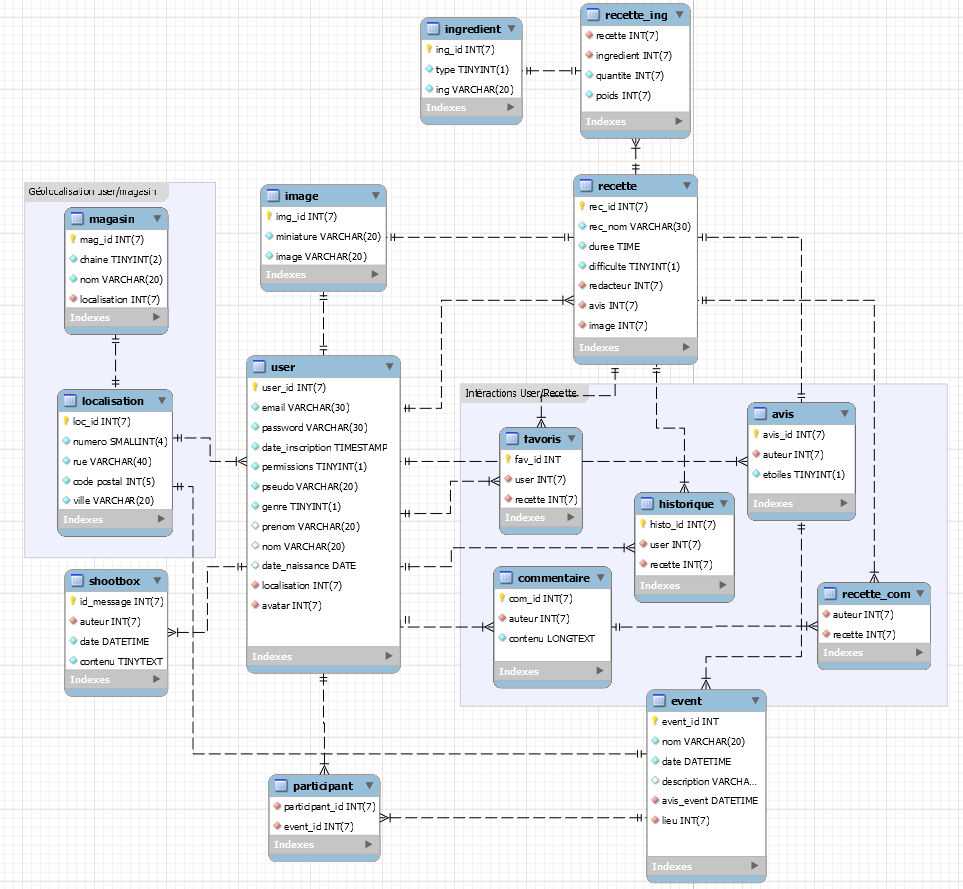 ingredient
ing_id INT(7)
type TINYINT(1)
ing VARCHAR(20)
Indexes
recette_ing
recette INT(7)
ingredient INT(7)
quantite INT(7)
poids INT(7)
Indexes
recette
rec_id INT(7)
rec_nom VARCHAR(30)
duree TIME
difficulte TINYINT(1)
redacteur INT(7)
avis INT(7)
image INT(7)
Indexes
Géolocalisation user/magasin
magasin
mag_id INT(7)
chaine TINYINT(2)
nom VARCHAR(20)
localisation INT(7)
Indexes
localisation
loc_id INT(7)
numero SMALLINT(4)
rue VARCHAR(40)
code postal INT(5)
ville VARCHAR(20)
Indexes
image
img_id INT(7)
miniature VARCHAR(20)
image VARCHAR(20)
Indexes
user
user_id INT(7)
email VARCHAR(30)
password VARCHAR(30)
date_inscription TIMESTAMP
permissions TINYINT(1)
pseudo VARCHAR(20)
genre TINYINT(1)
prenom VARCHAR(20)
nom VARCHAR(20)
date_naissance DATE
localisation INT(7)
avatar INT(7)
Indexes
shootbox
id_message INT(7)
auteur INT(7)
date DATETIME
contenu TINYTEXT
Indexes
Intéractions User/Recette
favoris
fav_id INT
user INT(7)
recette INT(7)
Indexes
historique
histo_id INT(7)
user INT(7)
recette INT(7)
Indexes
avis
avis_id INT(7)
auteur INT(7)
etoiles TINYINT(1)
Indexes
commentaire
com_id INT(7)
auteur INT(7)
contenu LONGTEXT
Indexes
recette_com
auteur INT(7)
recette INT(7)
Indexes
event
event_id INT
nom VARCHAR(20)
date DATETIME
description VARCHA...
avis_event DATETIME
lieu INT(7)
Indexes
participant
participant_id INT(7)
event_id INT(7)
Indexes